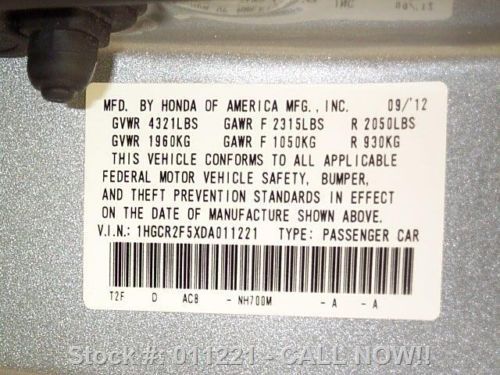 MFD. BY HONDA OF AMERICA MFG., INC. 09/'12
GVWR 4321LBS GAWR F 2315LBS R 2050LBS
GVWR 1960KG GAWR F 1050KG R 930KG
THIS VEHICLE CONFORMS TO ALL APPLICABLE
FEDERAL MOTOR VEHICLE SAFETY, BUMPER,
AND THEFT PREVENTION STANDARDS IN EFFECT
ON THE DATE OF MANUFACTURE SHOWN ABOVE.
V.I.N.: 1HGCR2F5XDA011221 TYPE: PASSENGER CAR
T2F D AC8 - NH700M - A - A
Stock #: 011221 - CALL NOW!!